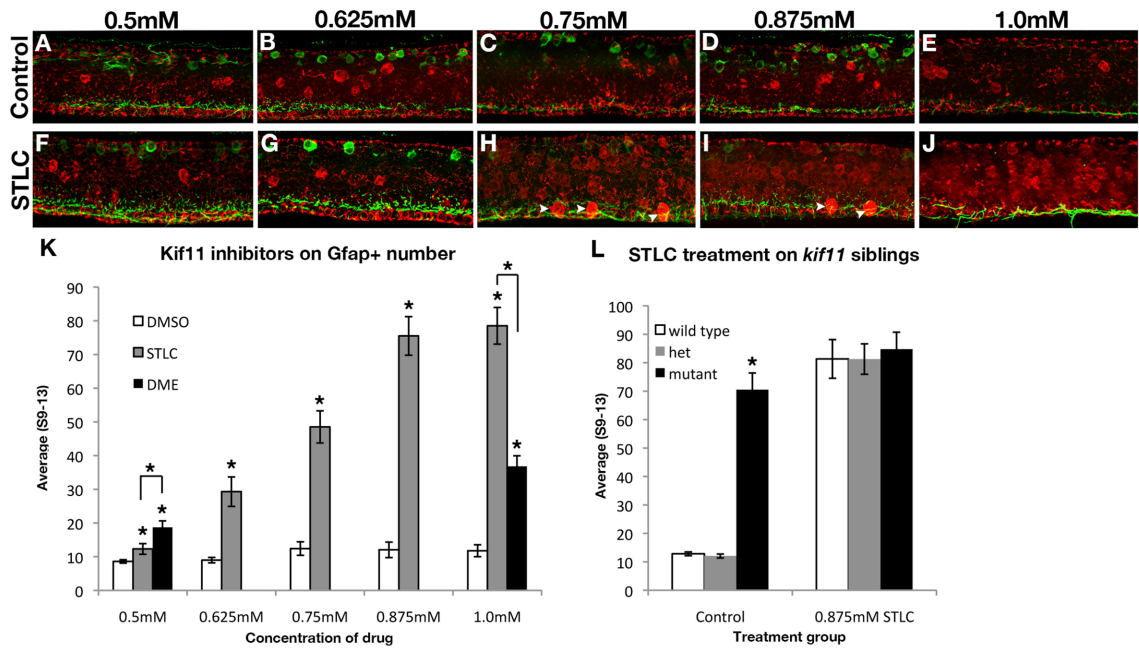 0.5mM 0.625mM 0.75mM 0.875mM 1.0mM
Control
A B C D E
STLC
F G H I J
K Kif11 inhibitors on Gfap+ number
90
80
70
60
50
40
30
20
10
0
Average (S9-13)
DMSO
STLC
DME
* * * * * * * * *
0.5mM 0.625mM 0.75mM 0.875mM 1.0mM
Concentration of drug
L STLC treatment on kif11 siblings
100
90
80
70
60
50
40
30
20
10
0
Average (S9-13)
wild type
het
mutant
*
Control 0.875mM STLC
Treatment group